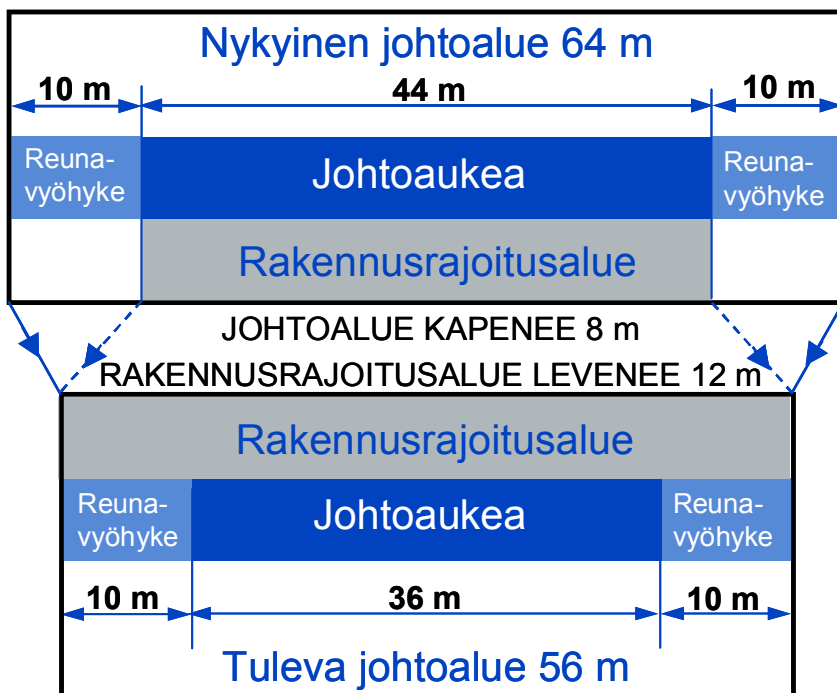 Nykyinen johtoalue 64 m
10 m 44 m 10 m
Reuna-
vyöhyke
Johtoaukea
Reuna-
vyöhyke
Rakennusrajoitusalue
JOHTOALUE KAPENEE 8 m
RAKENNUSRAJOITUSALUE LEVENEE 12 m
Rakennusrajoitusalue
Reuna-
vyöhyke
Johtoaukea
Reuna-
vyöhyke
10 m 36 m 10 m
Tuleva johtoalue 56 m